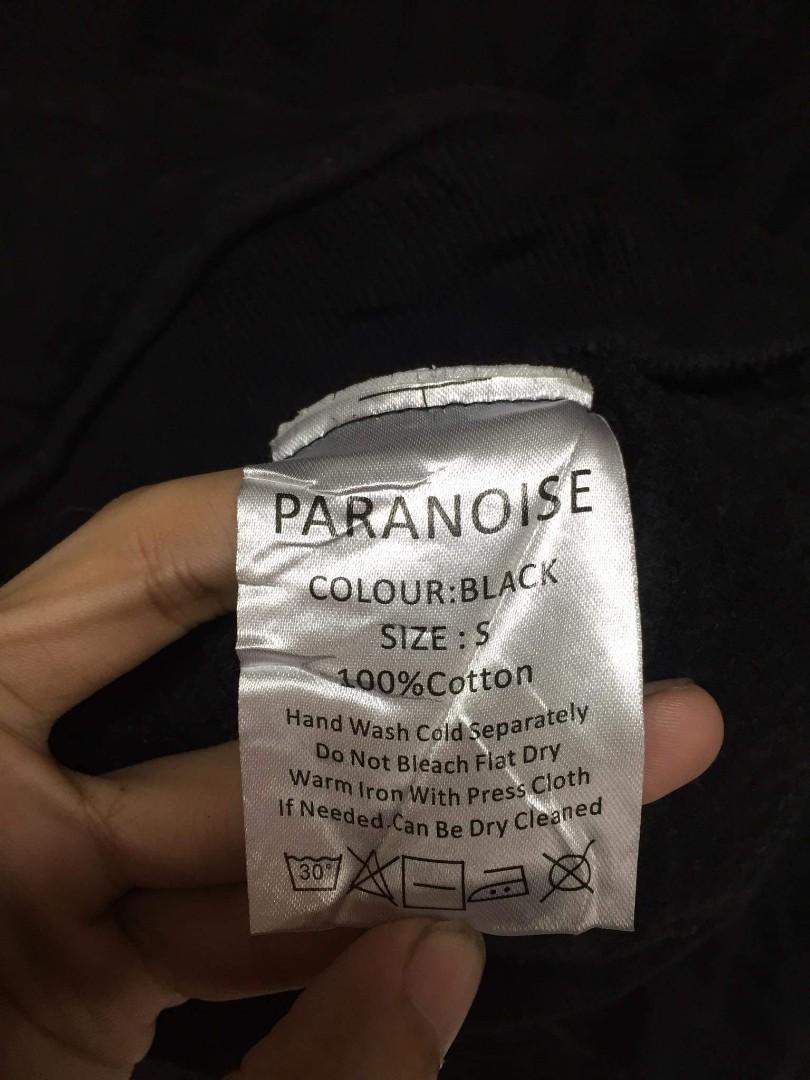 PARANOISE
COLOUR:BLACK
SIZE : S
100%Cotton
Hand Wash Cold Separately
Do Not Bleach Flat Dry
Warm Iron With Press Cloth
If Needed.Can Be Dry Cleaned
30°